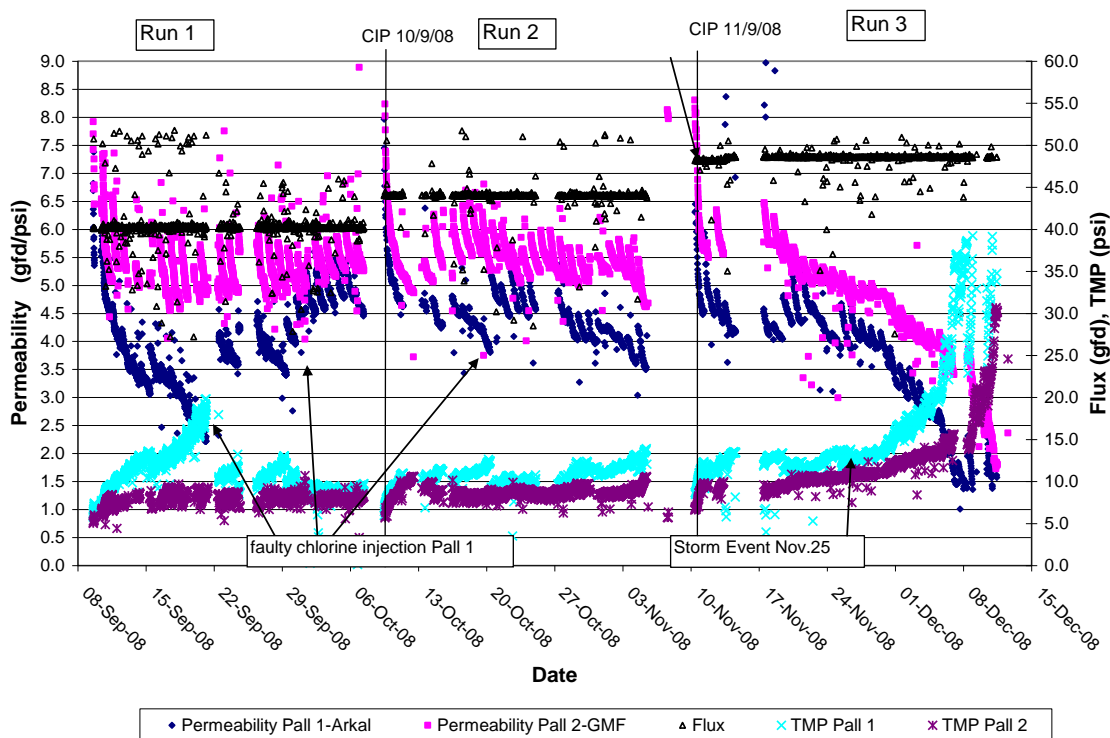 Run 1
CIP 10/9/08
Run 2
CIP 11/9/08
Run 3
9.0
8.5
8.0
7.5
7.0
6.5
6.0
5.5
5.0
4.5
4.0
3.5
3.0
2.5
2.0
1.5
1.0
0.5
0.0
Permeability (gfd/psi)
60.0
55.0
50.0
45.0
40.0
35.0
30.0
25.0
20.0
15.0
10.0
5.0
0.0
Flux (gfd), TMP (psi)
faulty chlorine injection Pall 1
Storm Event Nov.25
08-Sep-08
15-Sep-08
22-Sep-08
29-Sep-08
06-Oct-08
13-Oct-08
20-Oct-08
27-Oct-08
03-Nov-08
10-Nov-08
17-Nov-08
24-Nov-08
01-Dec-08
08-Dec-08
15-Dec-08
Date
Permeability Pall 1-Arkal
Permeability Pall 2-GMF
Flux
TMP Pall 1
TMP Pall 2